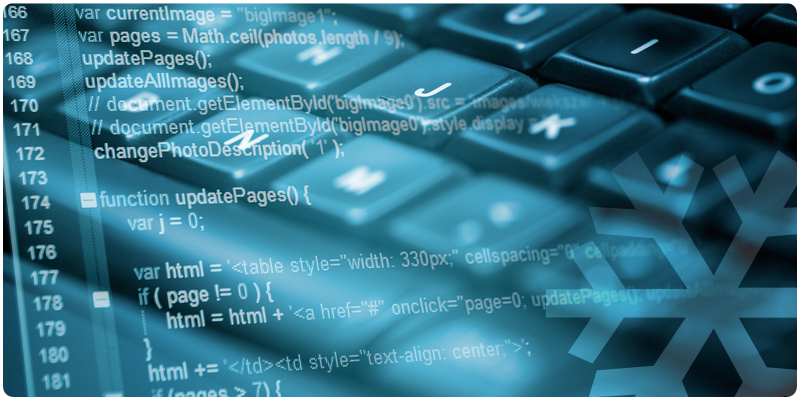 166 var currentImage = "bigImage1";
167 var pages = Math.ceil(photos.length / 9);
168 updatePages();
169 updateAllImages();
170 // document.getElementById('bigImage0').src =
171 // document.getElementById('bigImage0').style.display =
172 changePhotoDescription( '1' );
173
174 function updatePages() {
175 var j = 0;
176
177 var html = '<table style="width: 330px;" cellspacing="0" cellpadding=
178 if ( page != 0 ) {
179 html = html + '<a href="#" onclick="page=0; updatePages();
180 }
181 html += '</td><td style="text-align: center;">';
if (pages > 7) {
U
I
O
H
J
K
N
M